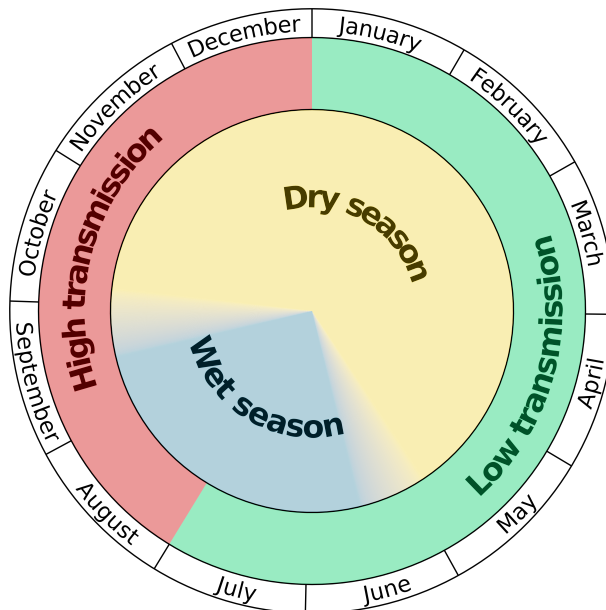 January
February
March
April
May
June
July
August
September
October
November
December
High transmission
Low transmission
Dry season
Wet season